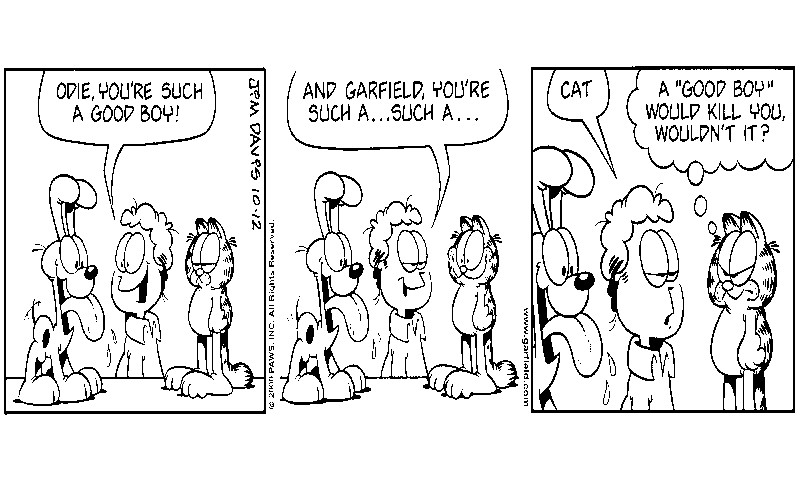 ODIE, YOU'RE SUCH
A GOOD BOY!
JPM DAVPS 10-12
AND GARFIELD, YOU'RE
SUCH A...SUCH A...
© 2000 PAWS, INC. All Rights Reserved.
CAT
A "GOOD BOY"
WOULD KILL YOU,
WOULDN'T IT?
www.garfield.com